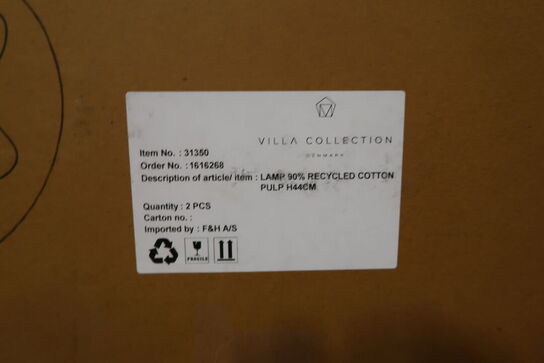 VILLA COLLECTION
DENMARK
Item No. : 31350
Order No. : 1616268
Description of article/ item : LAMP 90% RECYCLED COTTON
PULP H44CM
Quantity : 2 PCS
Carton no. :
Imported by : F&H A/S
FRAGILE